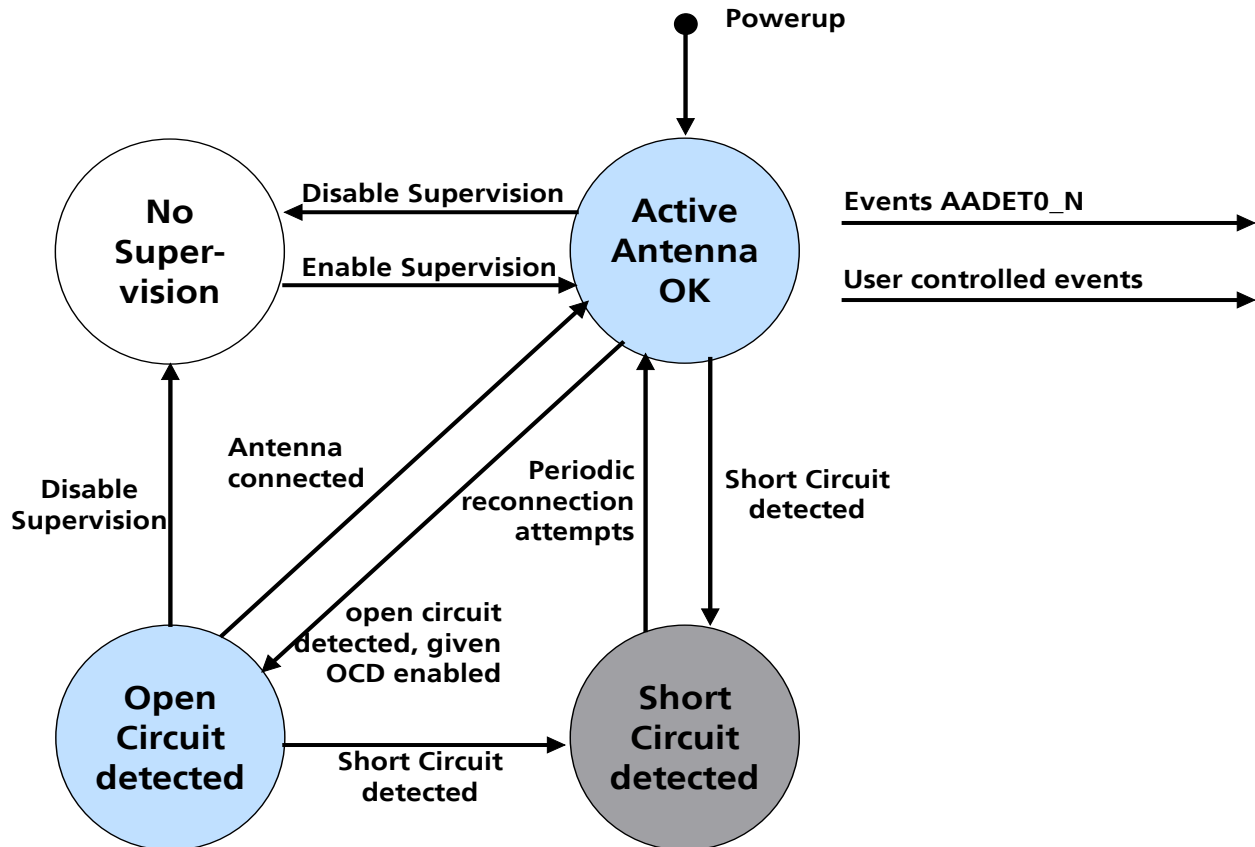 Powerup
No
Super-
vision
Disable Supervision
Enable Supervision
Active
Antenna
OK
Events AADET0_N
User controlled events
Antenna
connected
Disable
Supervision
Periodic
reconnection
attempts
Short Circuit
detected
open circuit
detected, given
OCD enabled
Open
Circuit
detected
Short Circuit
detected
Short
Circuit
detected